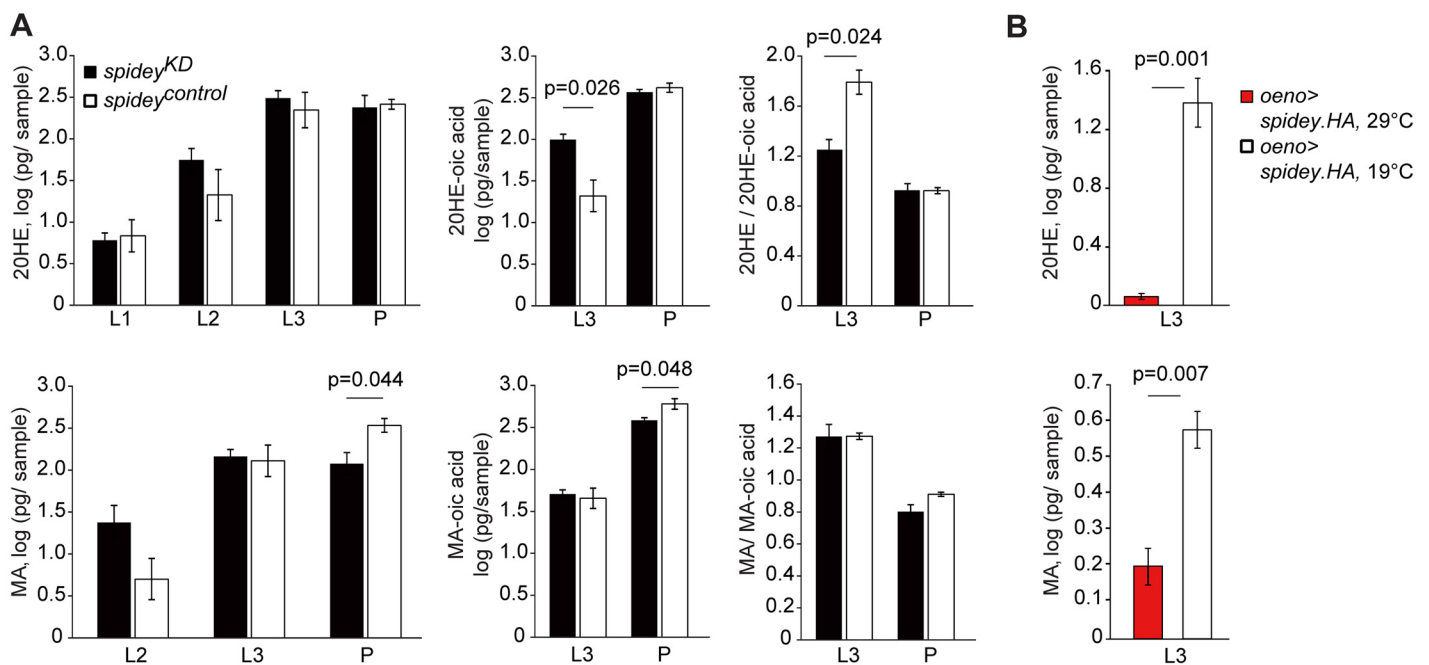 A
3.0
2.5
2.0
1.5
1.0
0.5
0
20HE, log (pg/ sample)
spideyKD
spideycontrol
L1 L2 L3 P
3.0
2.5
2.0
1.5
1.0
0.5
0
20HE-oic acid
log (pg/sample)
p=0.026
L3 P
2.0
1.6
1.2
0.8
0.4
0
20HE / 20HE-oic acid
p=0.024
L3 P
B
1.6
1.2
0.8
0.4
0
20HE, log (pg/ sample)
p=0.001
L3
oeno>
spidey.HA, 29°C
oeno>
spidey.HA, 19°C
3.0
2.5
2.0
1.5
1.0
0.5
0
MA, log (pg/ sample)
p=0.044
L2 L3 P
3.0
2.5
2.0
1.5
1.0
0.5
0
MA-oic acid
log (pg/sample)
p=0.048
L3 P
1.6
1.4
1.2
1.0
0.8
0.6
0.4
0.2
0
MA/ MA-oic acid
L3 P
0.7
0.6
0.5
0.4
0.3
0.2
0.1
0
MA, log (pg/ sample)
p=0.007
L3